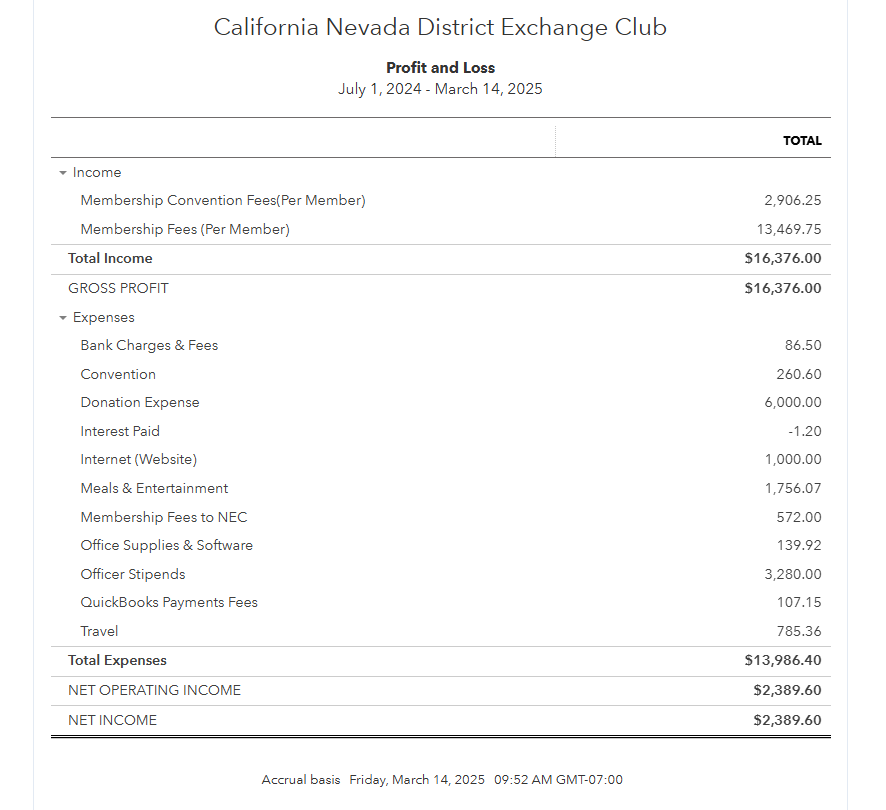 California Nevada District Exchange Club
Profit and Loss
July 1, 2024 - March 14, 2025
TOTAL
Income
Membership Convention Fees(Per Member) 2,906.25
Membership Fees (Per Member) 13,469.75
Total Income $16,376.00
GROSS PROFIT $16,376.00
Expenses
Bank Charges & Fees 86.50
Convention 260.60
Donation Expense 6,000.00
Interest Paid -1.20
Internet (Website) 1,000.00
Meals & Entertainment 1,756.07
Membership Fees to NEC 572.00
Office Supplies & Software 139.92
Officer Stipends 3,280.00
QuickBooks Payments Fees 107.15
Travel 785.36
Total Expenses $13,986.40
NET OPERATING INCOME $2,389.60
NET INCOME $2,389.60
Accrual basis Friday, March 14, 2025 09:52 AM GMT-07:00